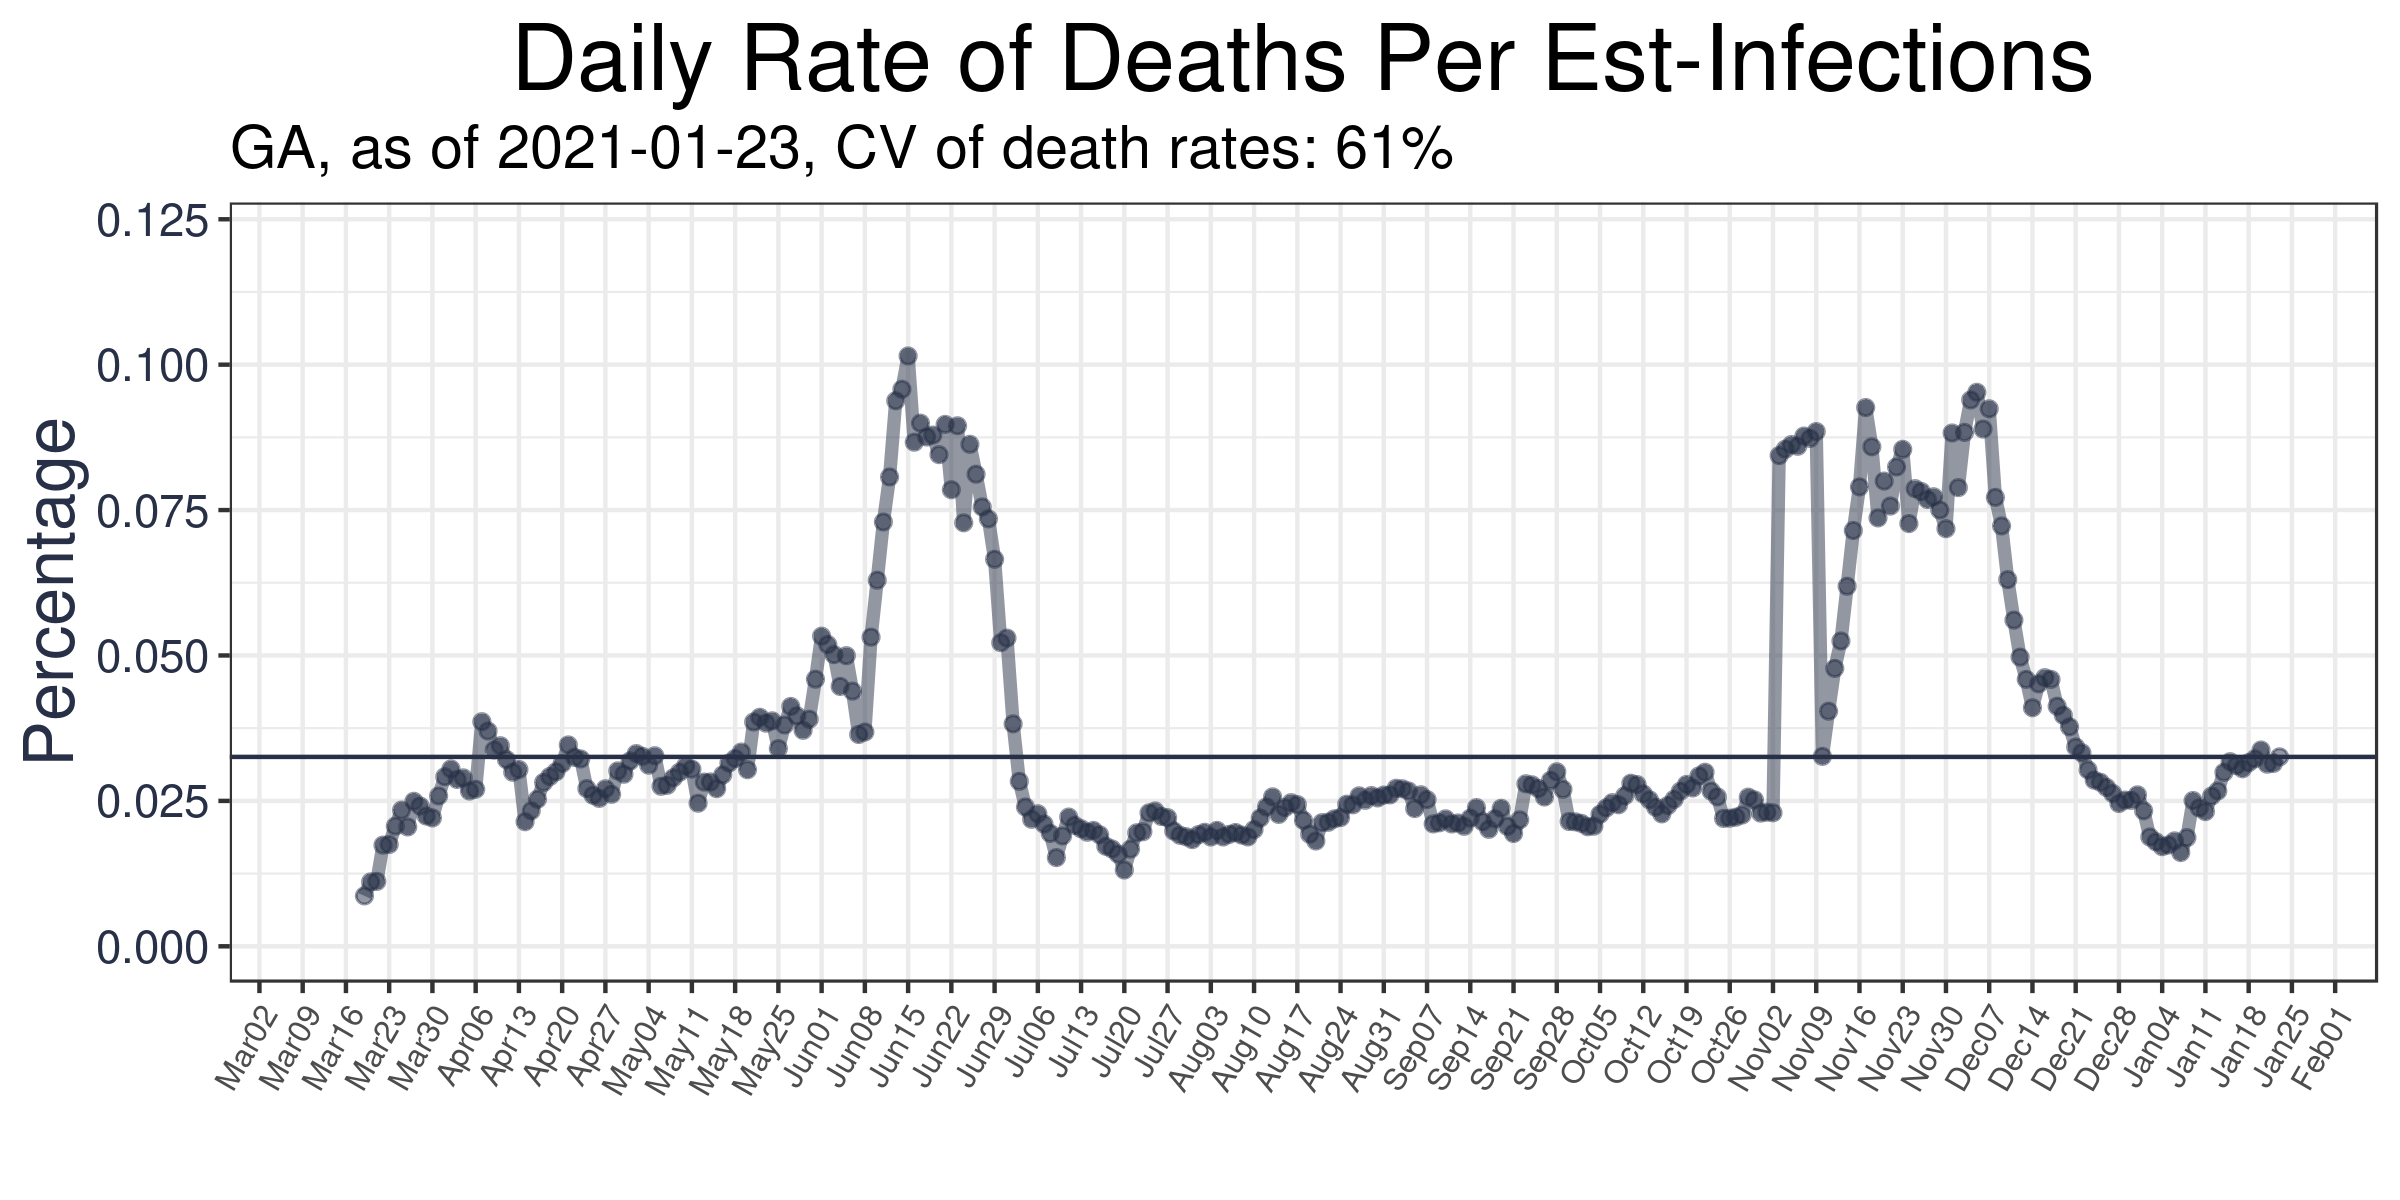 Daily Rate of Deaths Per Est-Infections
GA, as of 2021-01-23, CV of death rates: 61%
Percentage
0.125
0.100
0.075
0.050
0.025
0.000
Mar02
Mar09
Mar16
Mar23
Mar30
Apr06
Apr13
Apr20
Apr27
May04
May11
May18
May25
Jun01
Jun08
Jun15
Jun22
Jun29
Jul06
Jul13
Jul20
Jul27
Aug03
Aug10
Aug17
Aug24
Aug31
Sep07
Sep14
Sep21
Sep28
Oct05
Oct12
Oct19
Oct26
Nov02
Nov09
Nov16
Nov23
Nov30
Dec07
Dec14
Dec21
Dec28
Jan04
Jan11
Jan18
Jan25
Feb01